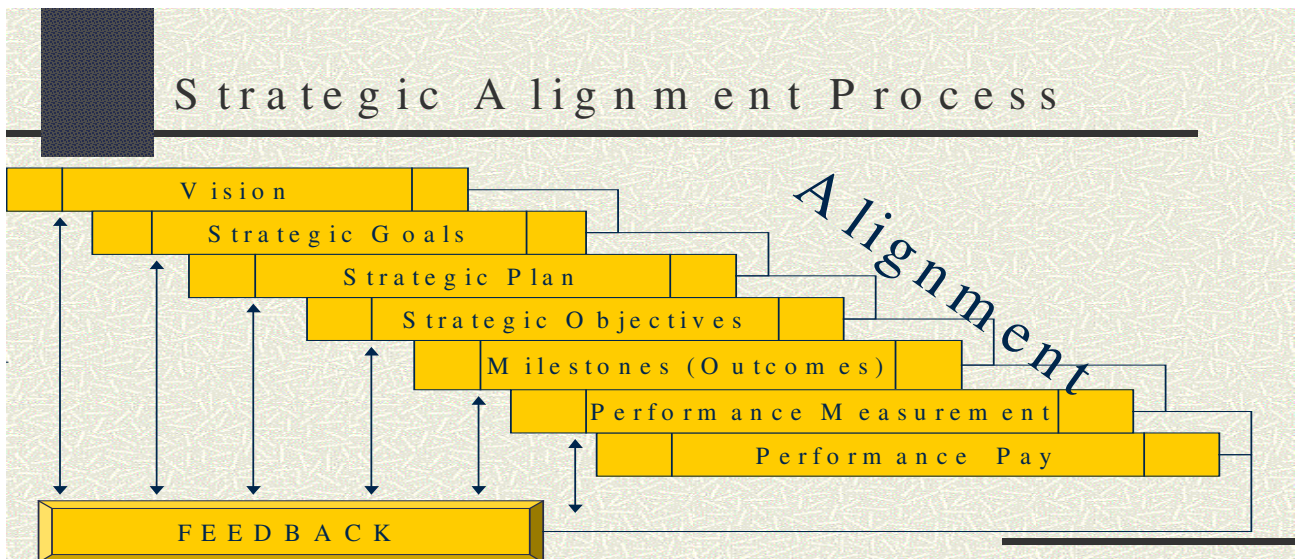 Strategic Alignment Process
Vision
Alignment
Strategic Goals
Strategic Plan
Strategic Objectives
Milestones (Outcomes)
Performance Measurement
Performance Pay
FEEDBACK